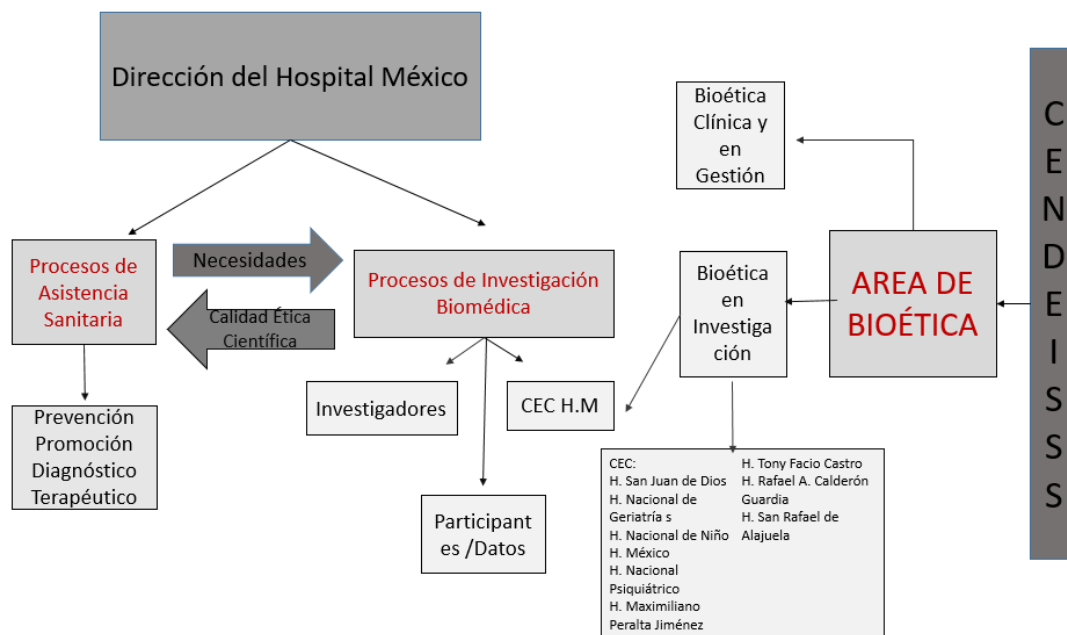 Dirección del Hospital México
Bioética
Clínica y
en
Gestión
C
E
N
D
E
I
S
S
S
Procesos de
Asistencia
Sanitaria
Necesidades
Calidad Ética
Científica
Procesos de Investigación
Biomédica
Bioética
en
Investiga
ción
AREA DE
BIOÉTICA
Prevención
Promoción
Diagnóstico
Terapéutico
Investigadores
CEC H.M
Participant
es /Datos
CEC:
H. San Juan de Dios
H. Nacional de
Geriatría s
H. Nacional de Niño
H. México
H. Nacional
Psiquiátrico
H. Maximiliano
Peralta Jiménez
H. Tony Facio Castro
H. Rafael A. Calderón
Guardia
H. San Rafael de
Alajuela